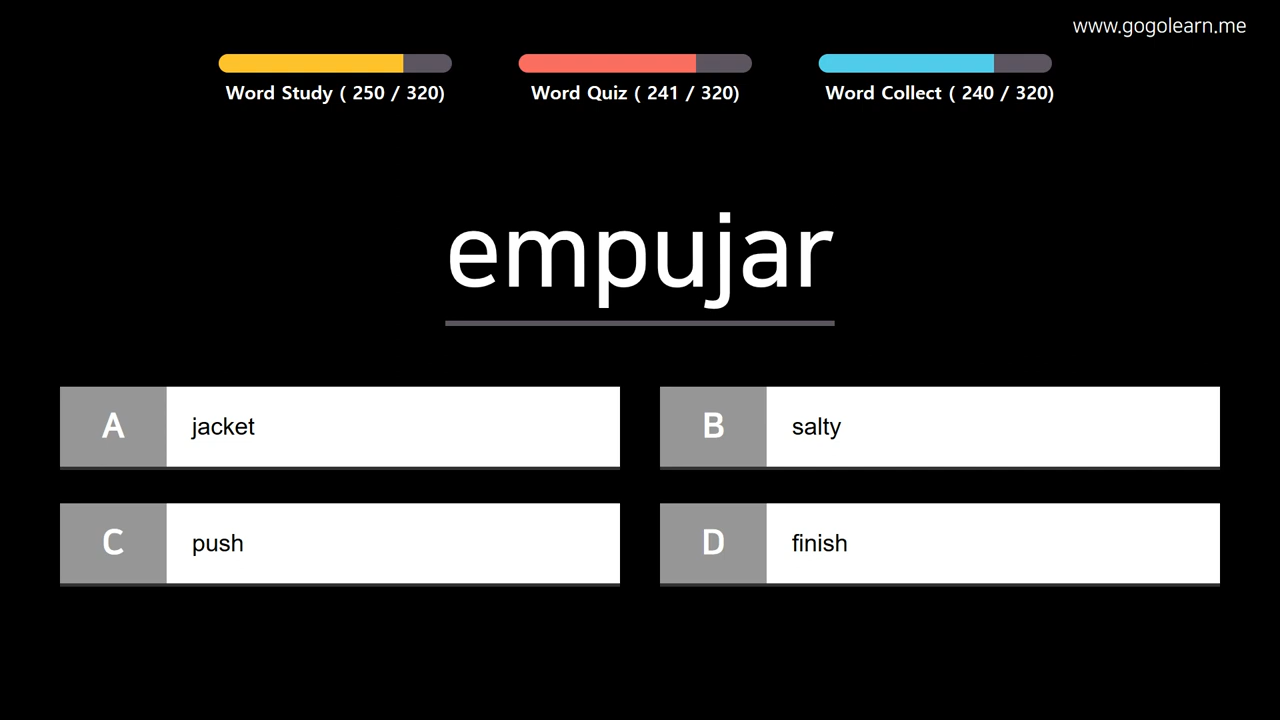 www.gogolearn.me
Word Study ( 250 / 320)
Word Quiz ( 241 / 320)
Word Collect ( 240 / 320)
empujar
A jacket
B salty
C push
D finish